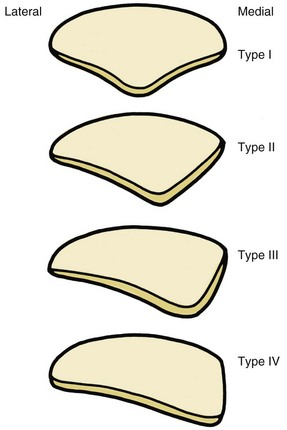 Lateral Medial
Type I
Type II
Type III
Type IV